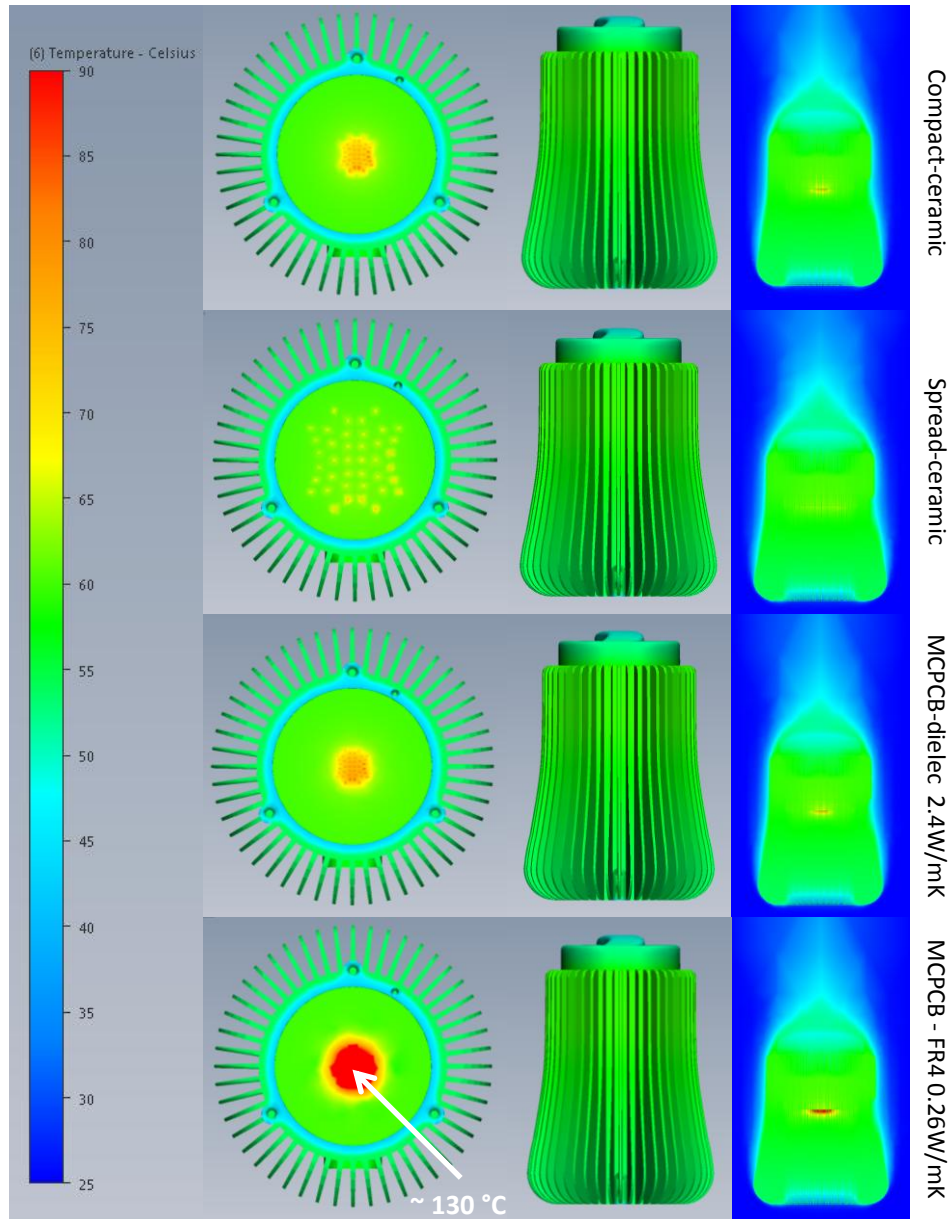 (6) Temperature - Celsius
90
85
80
75
70
65
60
55
50
45
40
35
30
25
Compact-ceramic
Spread-ceramic
MCPCB-dielec 2.4W/mK
MCPCB - FR4 0.26W/mK
~ 130 °C